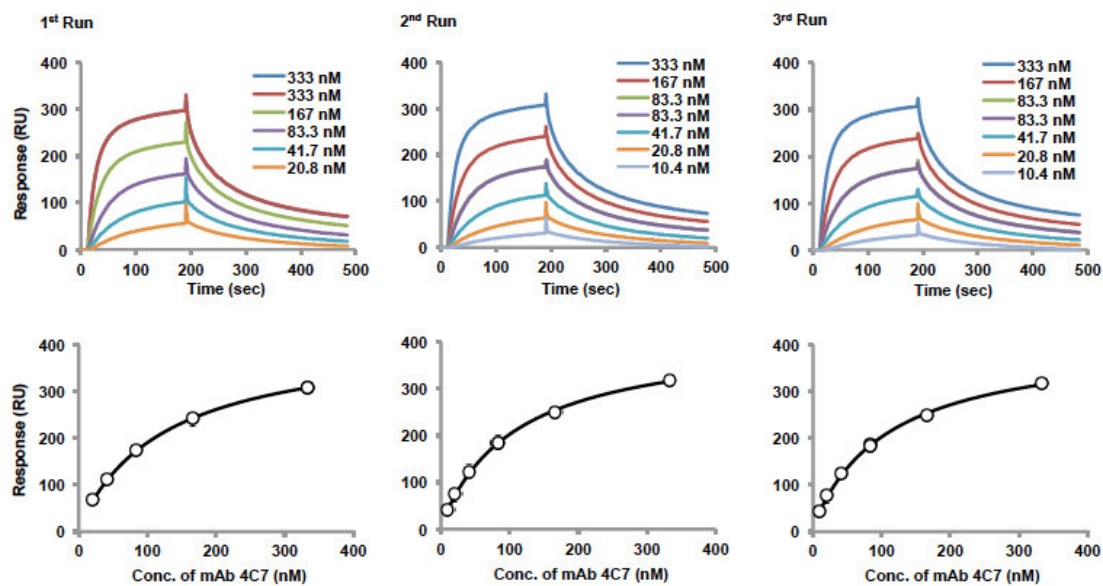 1st Run
2nd Run
3rd Run
Response (RU)
400
300
200
100
0
333 nM
333 nM
167 nM
83.3 nM
41.7 nM
20.8 nM
0 100 200 300 400 500
Time (sec)
400
300
200
100
0
333 nM
167 nM
83.3 nM
83.3 nM
41.7 nM
20.8 nM
10.4 nM
0 100 200 300 400 500
Time (sec)
400
300
200
100
0
333 nM
167 nM
83.3 nM
83.3 nM
41.7 nM
20.8 nM
10.4 nM
0 100 200 300 400 500
Time (sec)
Response (RU)
400
300
200
100
0
0 100 200 300 400
Conc. of mAb 4C7 (nM)
400
300
200
100
0
0 100 200 300 400
Conc. of mAb 4C7 (nM)
400
300
200
100
0
0 100 200 300 400
Conc. of mAb 4C7 (nM)